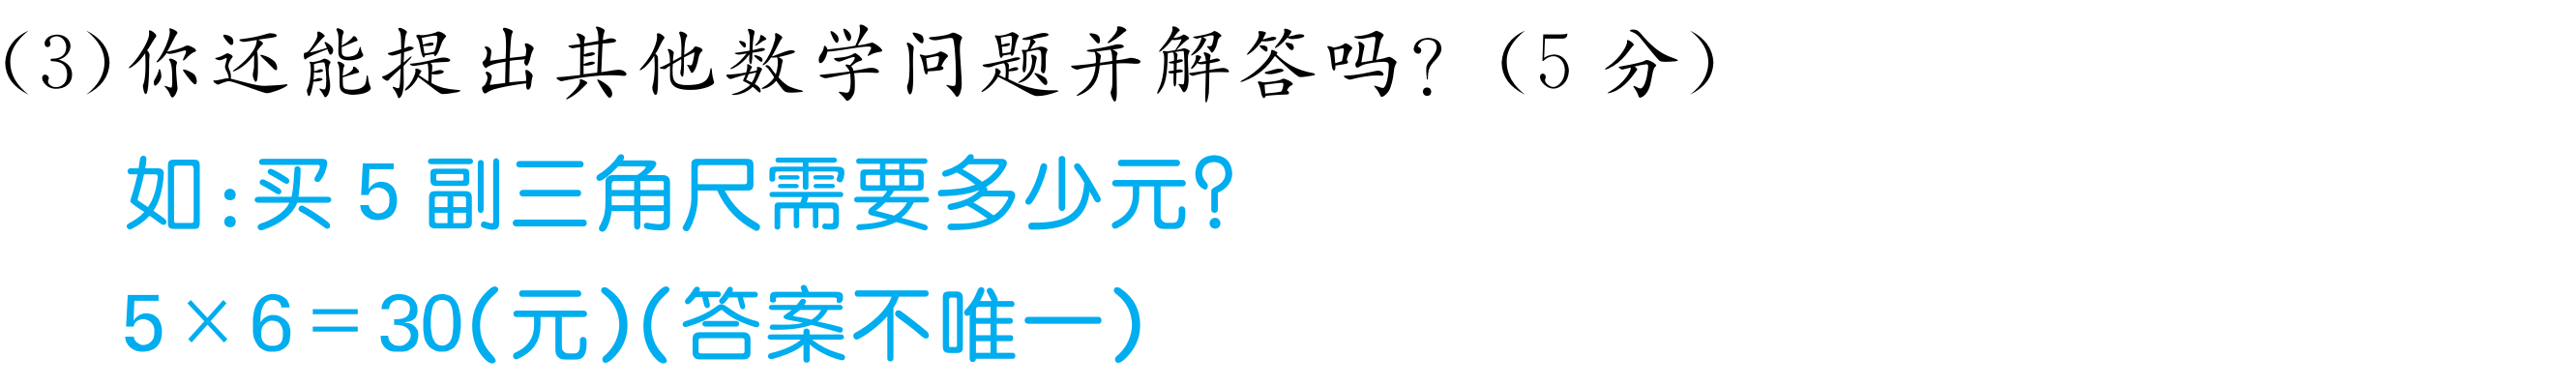 (3)你还能提出其他数学问题并解答吗？(5 分)
如:买 5 副三角尺需要多少元?
5×6=30(元)(答案不唯一)